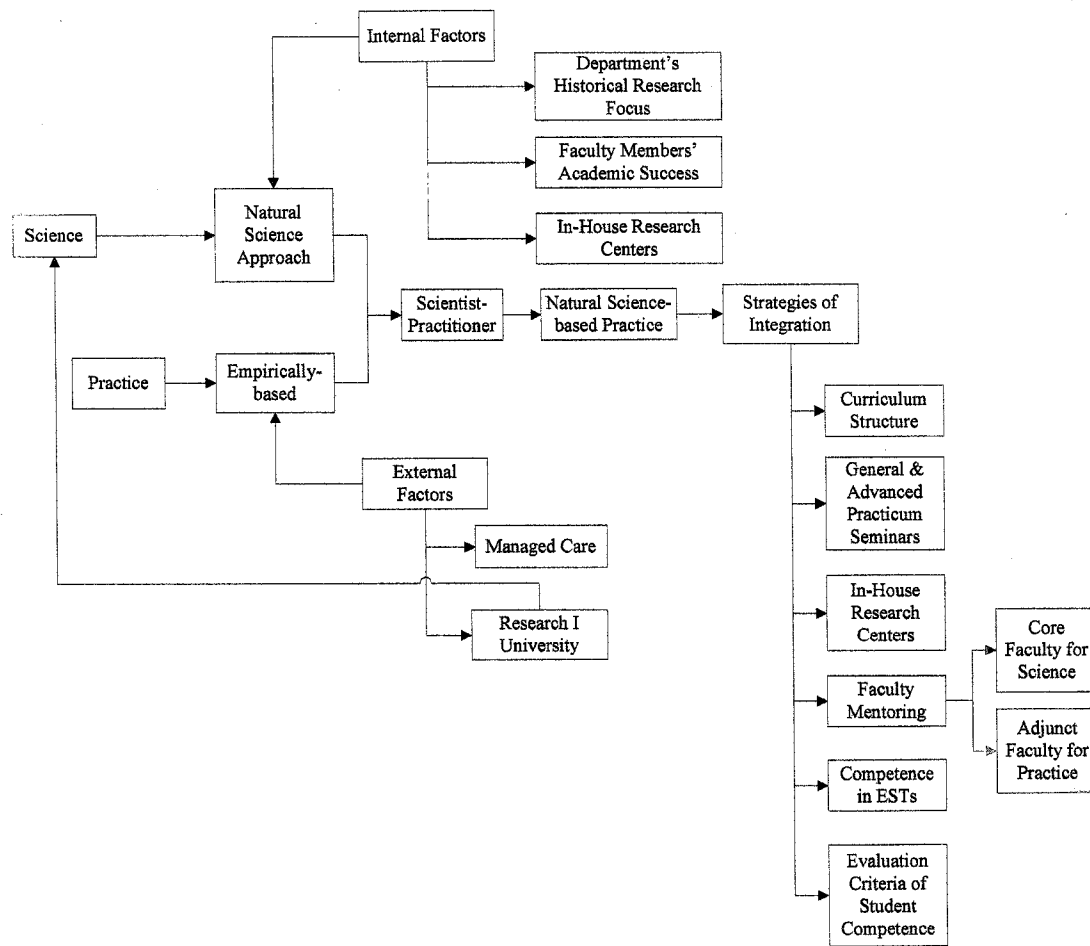 Internal Factors
Department's
Historical Research
Focus
Faculty Members'
Academic Success
In-House Research
Centers
Science
Natural
Science
Approach
Scientist-
Practitioner
Natural Science-
based Practice
Strategies of
Integration
Practice
Empirically-
based
External
Factors
Managed Care
Research I
University
Curriculum
Structure
General &
Advanced
Practicum
Seminars
In-House
Research
Centers
Faculty
Mentoring
Core
Faculty for
Science
Adjunct
Faculty for
Practice
Competence
in ESTs
Evaluation
Criteria of
Student
Competence